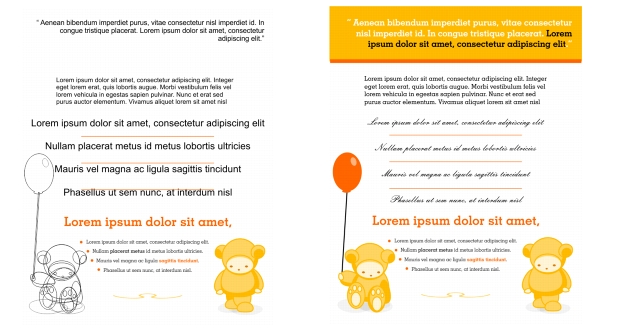 " Aenean bibendum imperdiet purus, vitae consectetur nisl imperdiet id. In
congue tristique placerat. Lorem ipsum dolor sit amet, consectetur
adipiscing elit."
Lorem ipsum dolor sit amet, consectetur adipiscing elit. Integer
eget libero quis augue lobortis augue. Morbi vestibulum felis vel
lorem vehicula in egestas sapien pulvinar. Nunc et erat sed
purus auctor elementum. Vivamus aliquet lorem sit amet nisl
Lorem ipsum dolor sit amet, consectetur adipiscing elit
Nullam placerat metus id metus lobortis ultricies
Mauris vel magna ac ligula sagittis tincidunt
Phasellus ut sem nunc, at interdum nisl
Lorem ipsum dolor sit amet,
Lorem ipsum dolor sit amet, consectetur adipiscing elit.
Nullam placerat metus id metus lobortis ultricies.
Mauris vel magna ac ligula sagittis tincidunt.
Phasellus ut sem nunc, at interdum nisl.
" Aenean bibendum imperdiet purus, vitae consectetur
nisl imperdiet id. In congue tristique placerat. Lorem
ipsum dolor sit amet, consectetur adipiscing elit."
Lorem ipsum dolor sit amet, consectetur adipiscing elit. Integer
eget libero quis augue lobortis augue. Morbi vestibulum felis vel
lorem vehicula in egestas sapien pulvinar. Nunc et erat sed
purus auctor elementum. Vivamus aliquet lorem sit amet nisl
Lorem ipsum dolor sit amet, consectetur adipiscing elit
Nullam placerat metus id metus lobortis ultricies
Mauris vel magna ac ligula sagittis tincidunt
Phasellus ut sem nunc, at interdum nisl
Lorem ipsum dolor sit amet,
Lorem ipsum dolor sit amet, consectetur adipiscing elit.
Nullam placerat metus id metus lobortis ultricies.
Mauris vel magna ac ligula sagittis tincidunt.
Phasellus ut sem nunc, at interdum nisl.